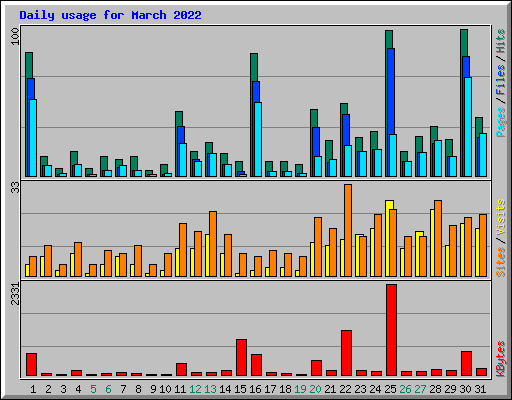 Daily usage for March 2022
100
Pages / Files / Hits
33
Sites / Visits
2331
KBytes
1 2 3 4 5 6 7 8 9 10 11 12 13 14 15 16 17 18 19 20 21 22 23 24 25 26 27 28 29 30 31